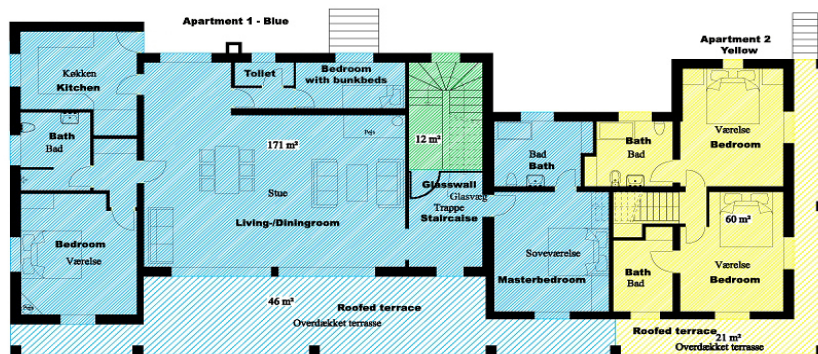 Apartment 1 - Blue
Apartment 2
Yellow
Køkken
Kitchen
Toilet
Bedroom
with bunkbeds
Pejs
12 m²
171 m²
Bath
Bad
Bad
Bath
Bath
Bad
Værelse
Bedroom
Glasswall
Glasvæg
Trappe
Staircaise
Stue
Living-/Diningroom
Bedroom
Værelse
Pejs
Soveværelse
Masterbedroom
60 m²
Værelse
Bedroom
Bath
Bad
46 m²
Roofed terrace
Overdækket terrasse
Roofed terrace
21 m²
Overdækket terrasse